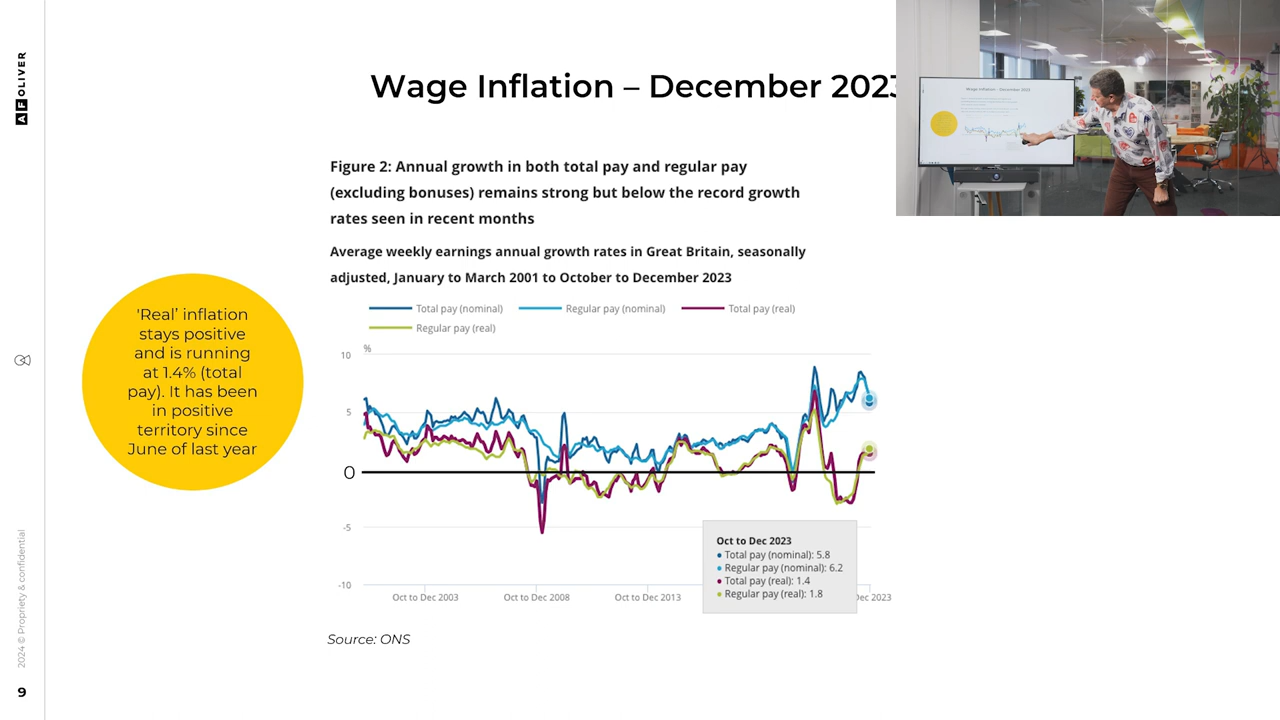 AF OLIVER
Wage Inflation – December 2023
Figure 2: Annual growth in both total pay and regular pay
(excluding bonuses) remains strong but below the record growth
rates seen in recent months
Average weekly earnings annual growth rates in Great Britain, seasonally
adjusted, January to March 2001 to October to December 2023
Total pay (nominal)
Regular pay (nominal)
Total pay (real)
Regular pay (real)
'Real’ inflation
stays positive
and is running
at 1.4% (total
pay). It has been
in positive
territory since
June of last year
%
10
5
0
-5
-10
Oct to Dec 2003
Oct to Dec 2008
Oct to Dec 2013
Dec 2023
Oct to Dec 2023
Total pay (nominal): 5.8
Regular pay (nominal): 6.2
Total pay (real): 1.4
Regular pay (real): 1.8
Source: ONS
2024 © Propriety & confidential
9
Wage Inflation – December 2023